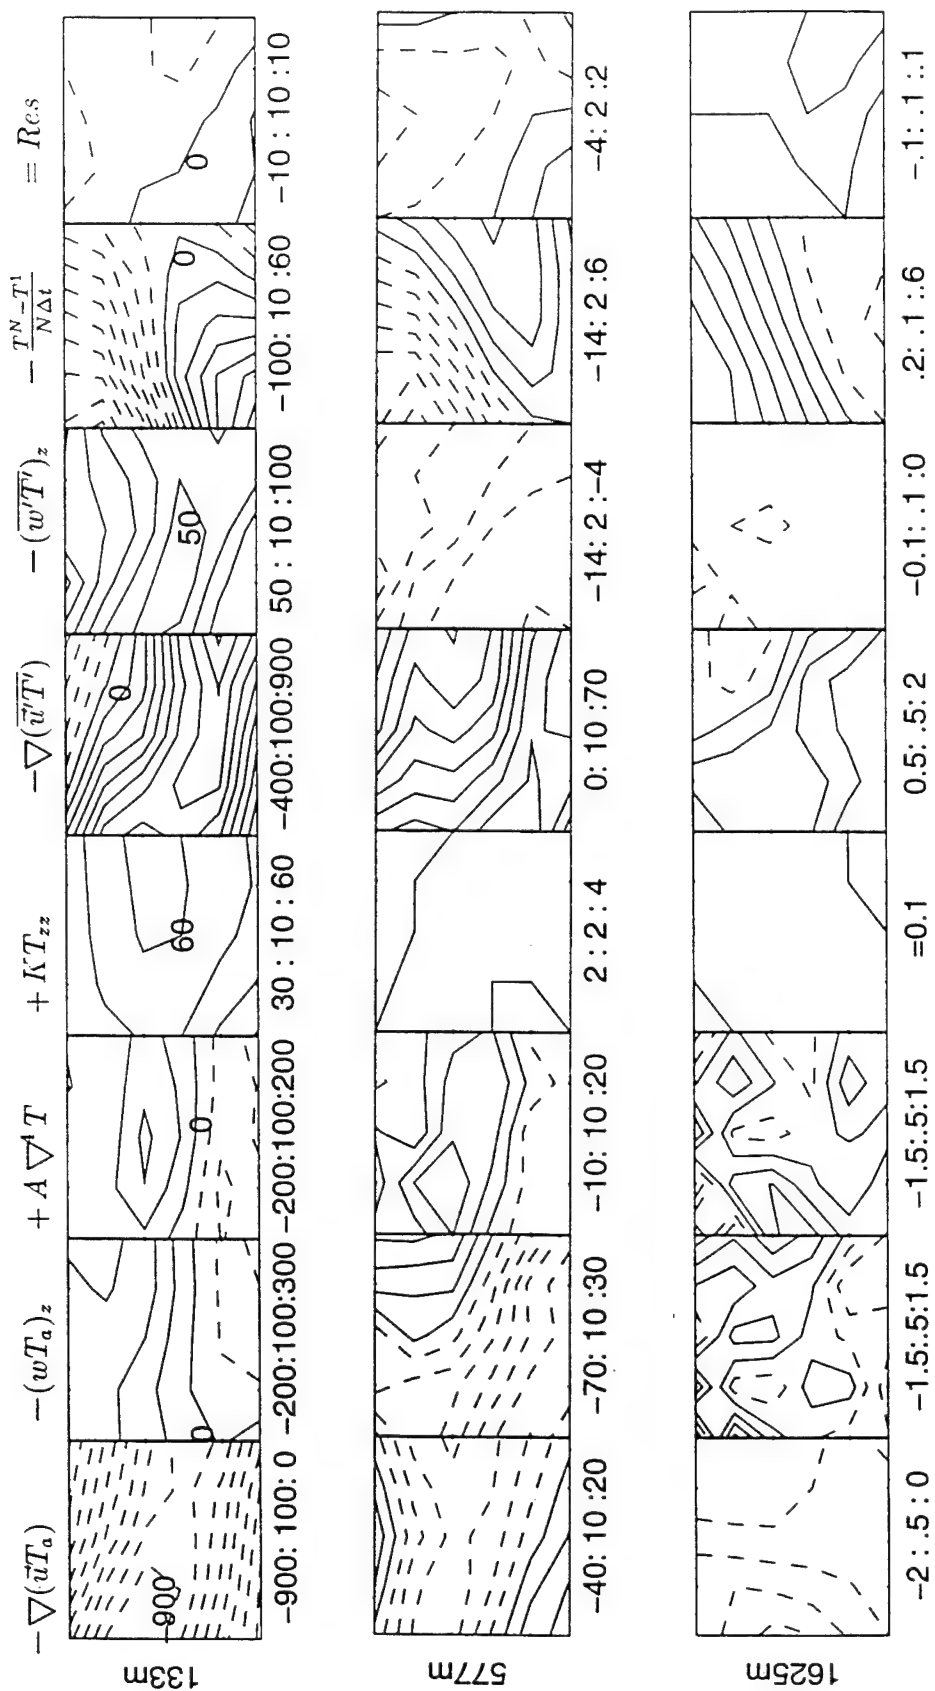 −∇(u⃗T_a) −(wT_a)_z +A∇⁴T +KT_zz −∇(\overline{u⃗'T'}) −(\overline{w'T'})_z −\frac{T^N−T^1}{NΔt} = Res
133m
−900
0
0
60
0
50
0
0
−900: 100: 0 −200:100:300 −200:100:200 30 : 10 : 60 −400:100:900 50 : 10 :100 −100: 10 :60 −10 : 10 :10
577m
−40: 10 :20 −70: 10 :30 −10: 10 :20 2 : 2 : 4 0: 10 :70 −14: 2 :−4 −14: 2 :6 −4: 2 :2
1625m
−2 : .5 : 0 −1.5:.5:1.5 −1.5:.5:1.5 =0.1 0.5: .5: 2 −0.1: .1 :0 .2: .1 :.6 −.1: .1 :.1